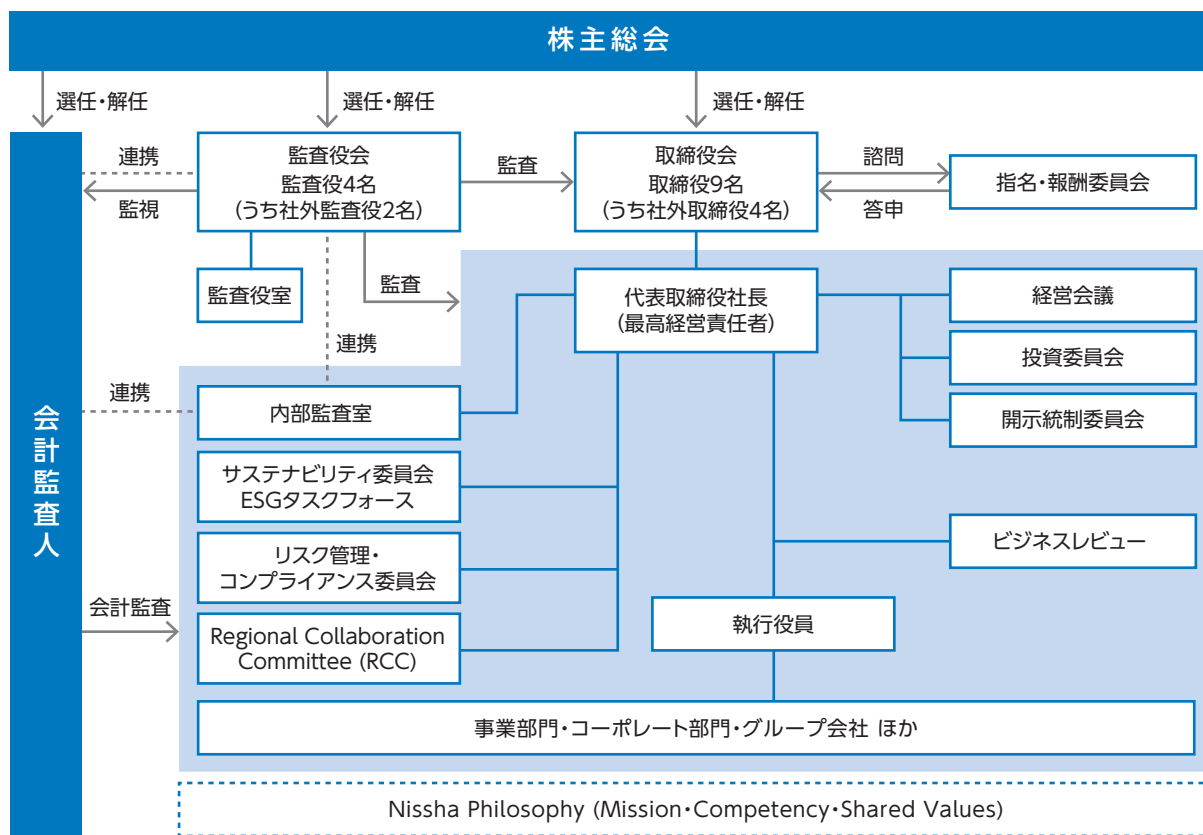 株主総会
選任・解任
選任・解任
選任・解任
会計監査人
連携
監視
監査役会
監査役4名
(うち社外監査役2名)
監査
取締役会
取締役9名
(うち社外取締役4名)
諮問
答申
指名・報酬委員会
監査役室
監査
連携
代表取締役社長
(最高経営責任者)
経営会議
投資委員会
開示統制委員会
連携
内部監査室
サステナビリティ委員会
ESGタスクフォース
リスク管理・
コンプライアンス委員会
ビジネスレビュー
会計監査
Regional Collaboration
Committee (RCC)
執行役員
事業部門・コーポレート部門・グループ会社 ほか
Nissha Philosophy (Mission・Competency・Shared Values)